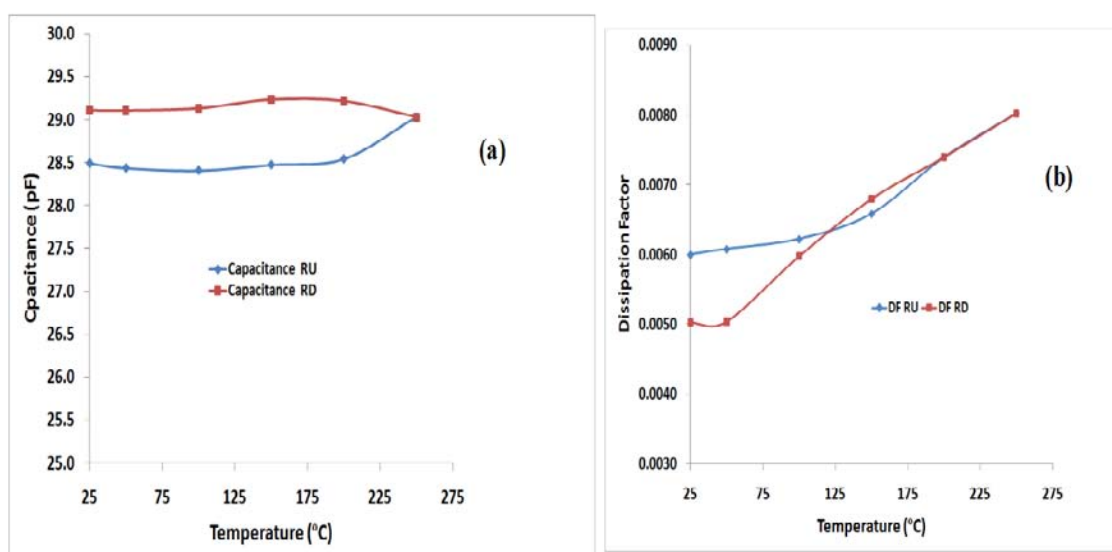 30.0
29.5
29.0
28.5
28.0
27.5
27.0
26.5
26.0
25.5
25.0
Cpacitance (pF)
(a)
Capacitance RU
Capacitance RD
25 75 125 175 225 275
Temperature (°C)
0.0090
0.0080
0.0070
0.0060
0.0050
0.0040
0.0030
Dissipation Factor
(b)
DF RU DF RD
25 75 125 175 225 275
Temperature (°C)